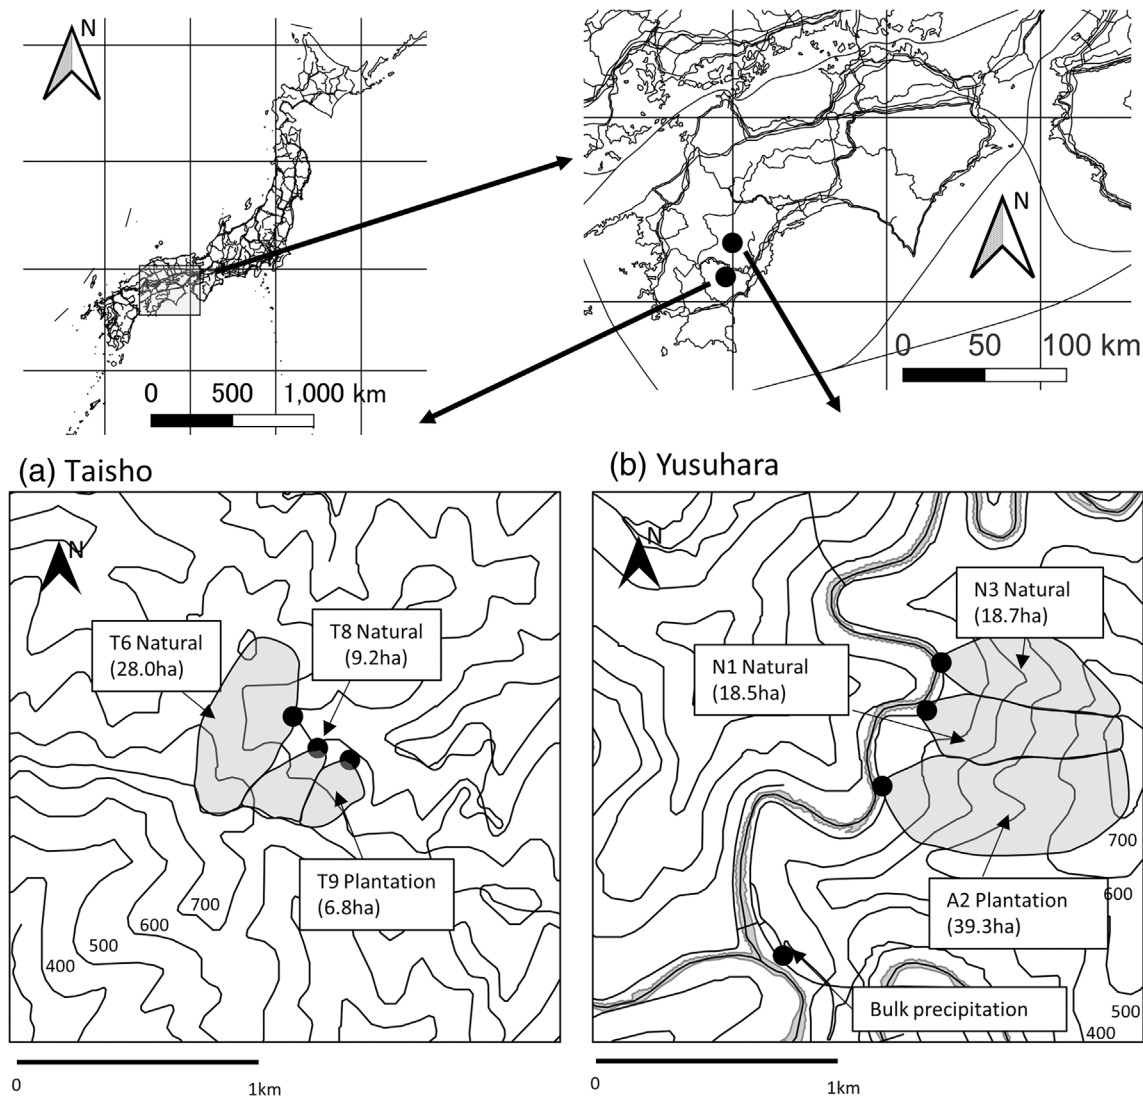 N
0 500 1,000 km
N
0 50 100 km
(a) Taisho
N
T6 Natural
(28.0ha)
T8 Natural
(9.2ha)
T9 Plantation
(6.8ha)
700
600
500
400
0 1km
(b) Yusuhara
N
N3 Natural
(18.7ha)
N1 Natural
(18.5ha)
700
600
A2 Plantation
(39.3ha)
Bulk precipitation
500
400
0 1km